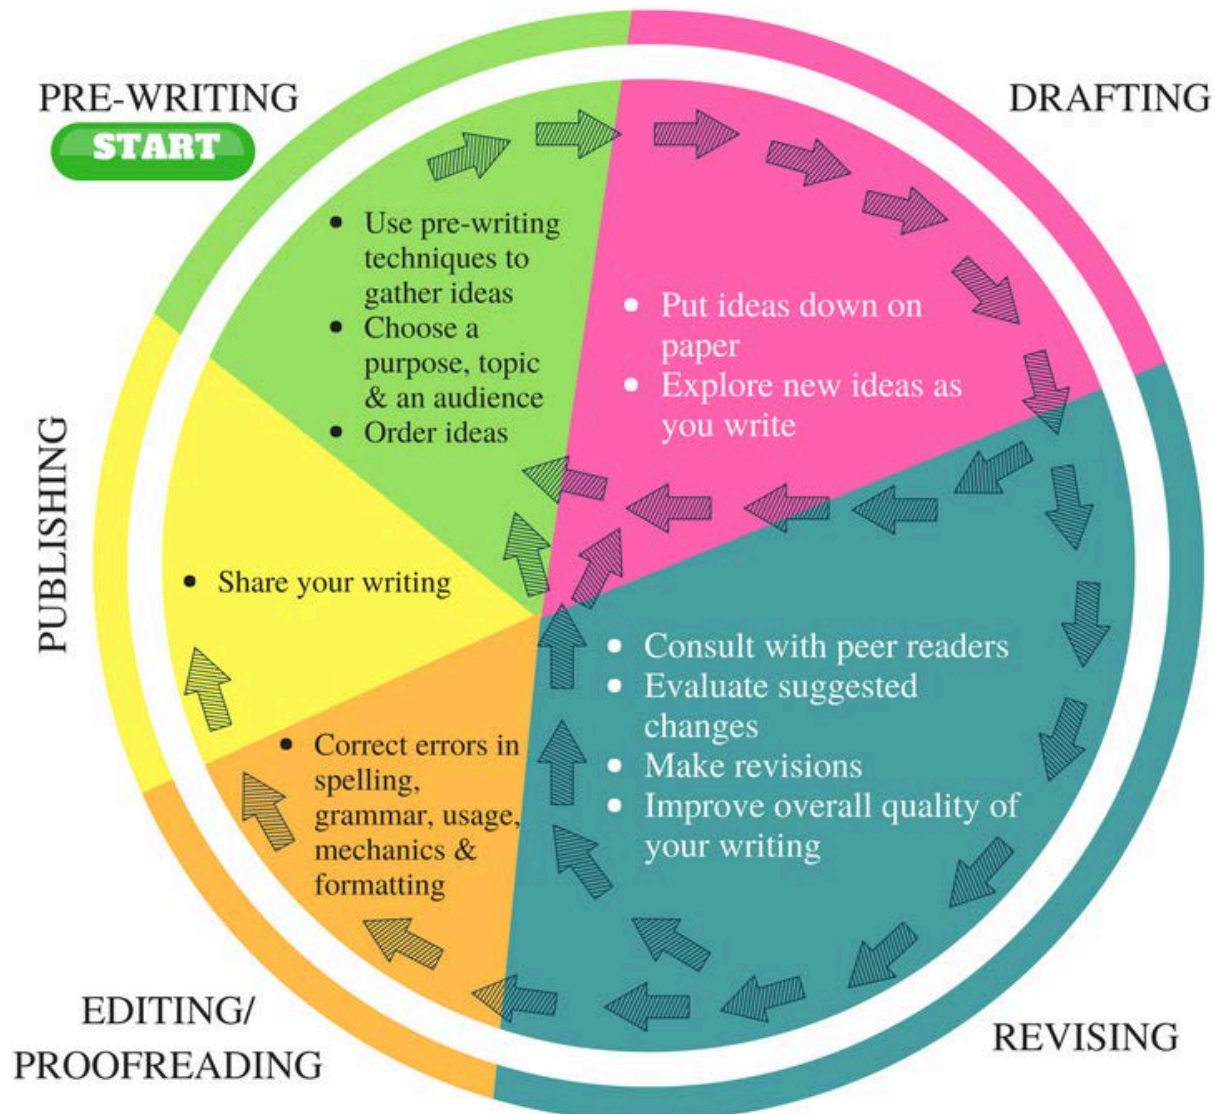 PRE-WRITING
START
• Use pre-writing
techniques to
gather ideas
• Choose a
purpose, topic
& an audience
• Order ideas
DRAFTING
• Put ideas down on
paper
• Explore new ideas as
you write
REVISING
• Consult with peer readers
• Evaluate suggested
changes
• Make revisions
• Improve overall quality of
your writing
EDITING/
PROOFREADING
• Correct errors in
spelling,
grammar, usage,
mechanics &
formatting
PUBLISHING
• Share your writing